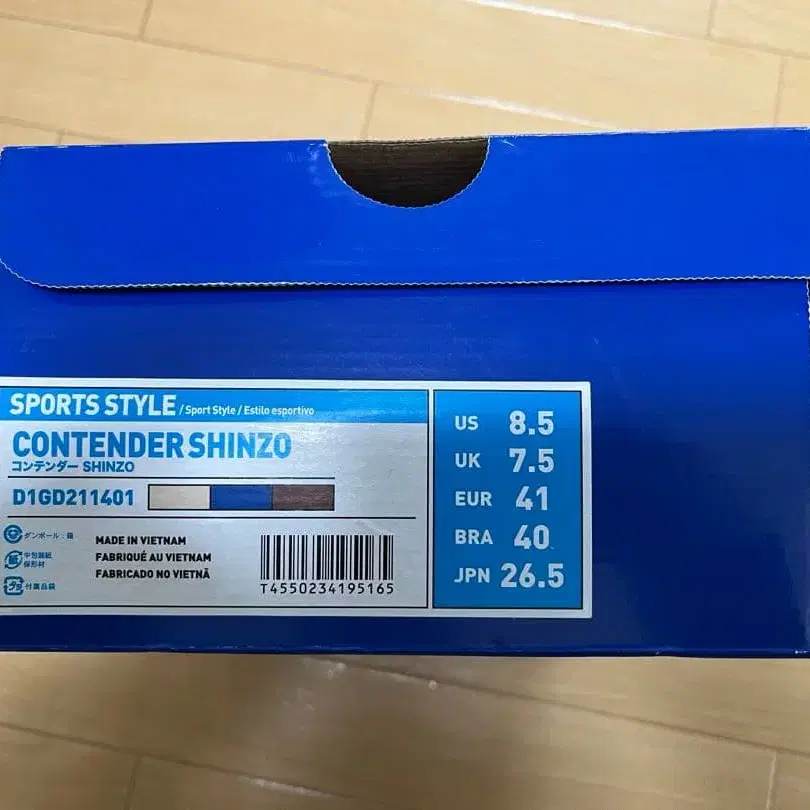 SPORTS STYLE / Sport Style / Estilo esportivo
CONTENDER SHINZO
コンテンダー SHINZO
D1GD211401
ダンボール：箱
中包装紙
保形材
付属品袋
MADE IN VIETNAM
FABRIQUÉ AU VIETNAM
FABRICADO NO VIETNÃ
T4550234195165
US 8.5
UK 7.5
EUR 41
BRA 40
JPN 26.5